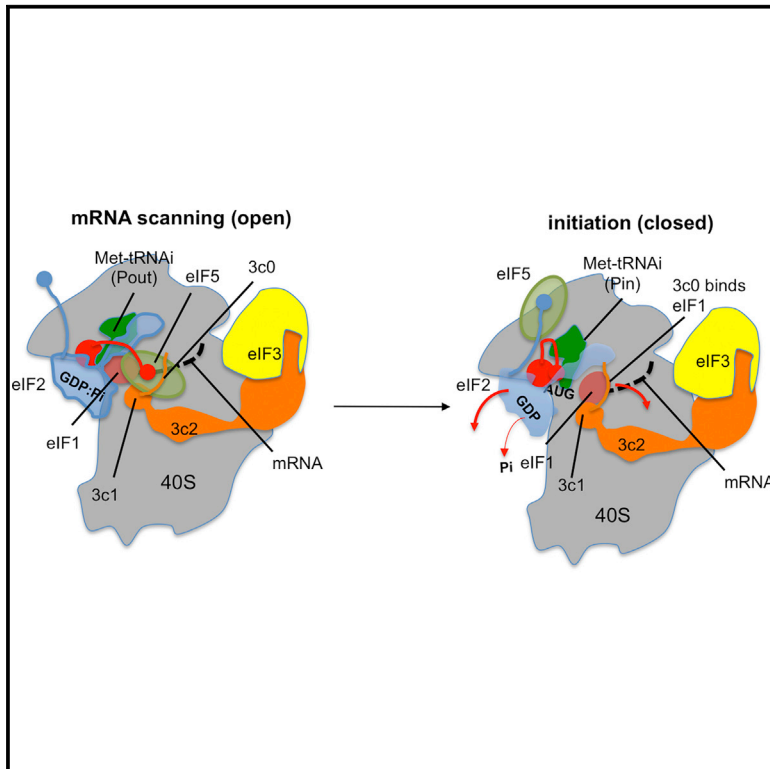 mRNA scanning (open)
Met-tRNAi
(Pout)
eIF5
3c0
eIF3
eIF2
GDP:Pi
eIF1
3c2
3c1
mRNA
40S
initiation (closed)
Met-tRNAi
(Pin)
eIF5
3c0 binds
eIF1
eIF3
eIF2
AUG
GDP
Pi
eIF1
3c2
3c1
mRNA
40S